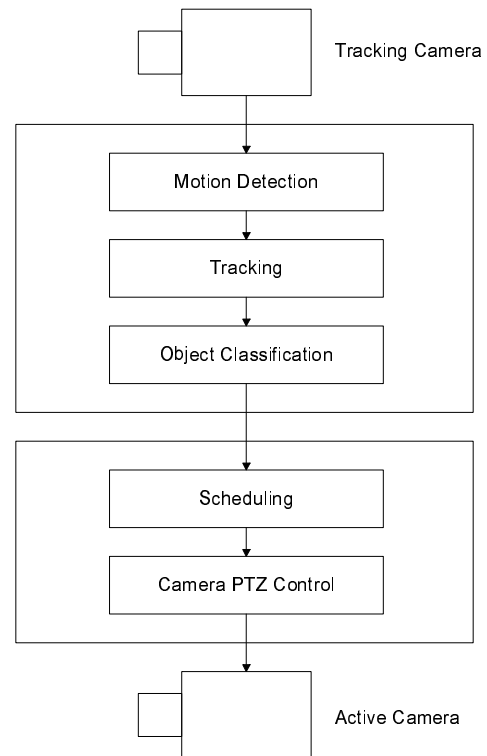 Tracking Camera
Motion Detection
Tracking
Object Classification
Scheduling
Camera PTZ Control
Active Camera